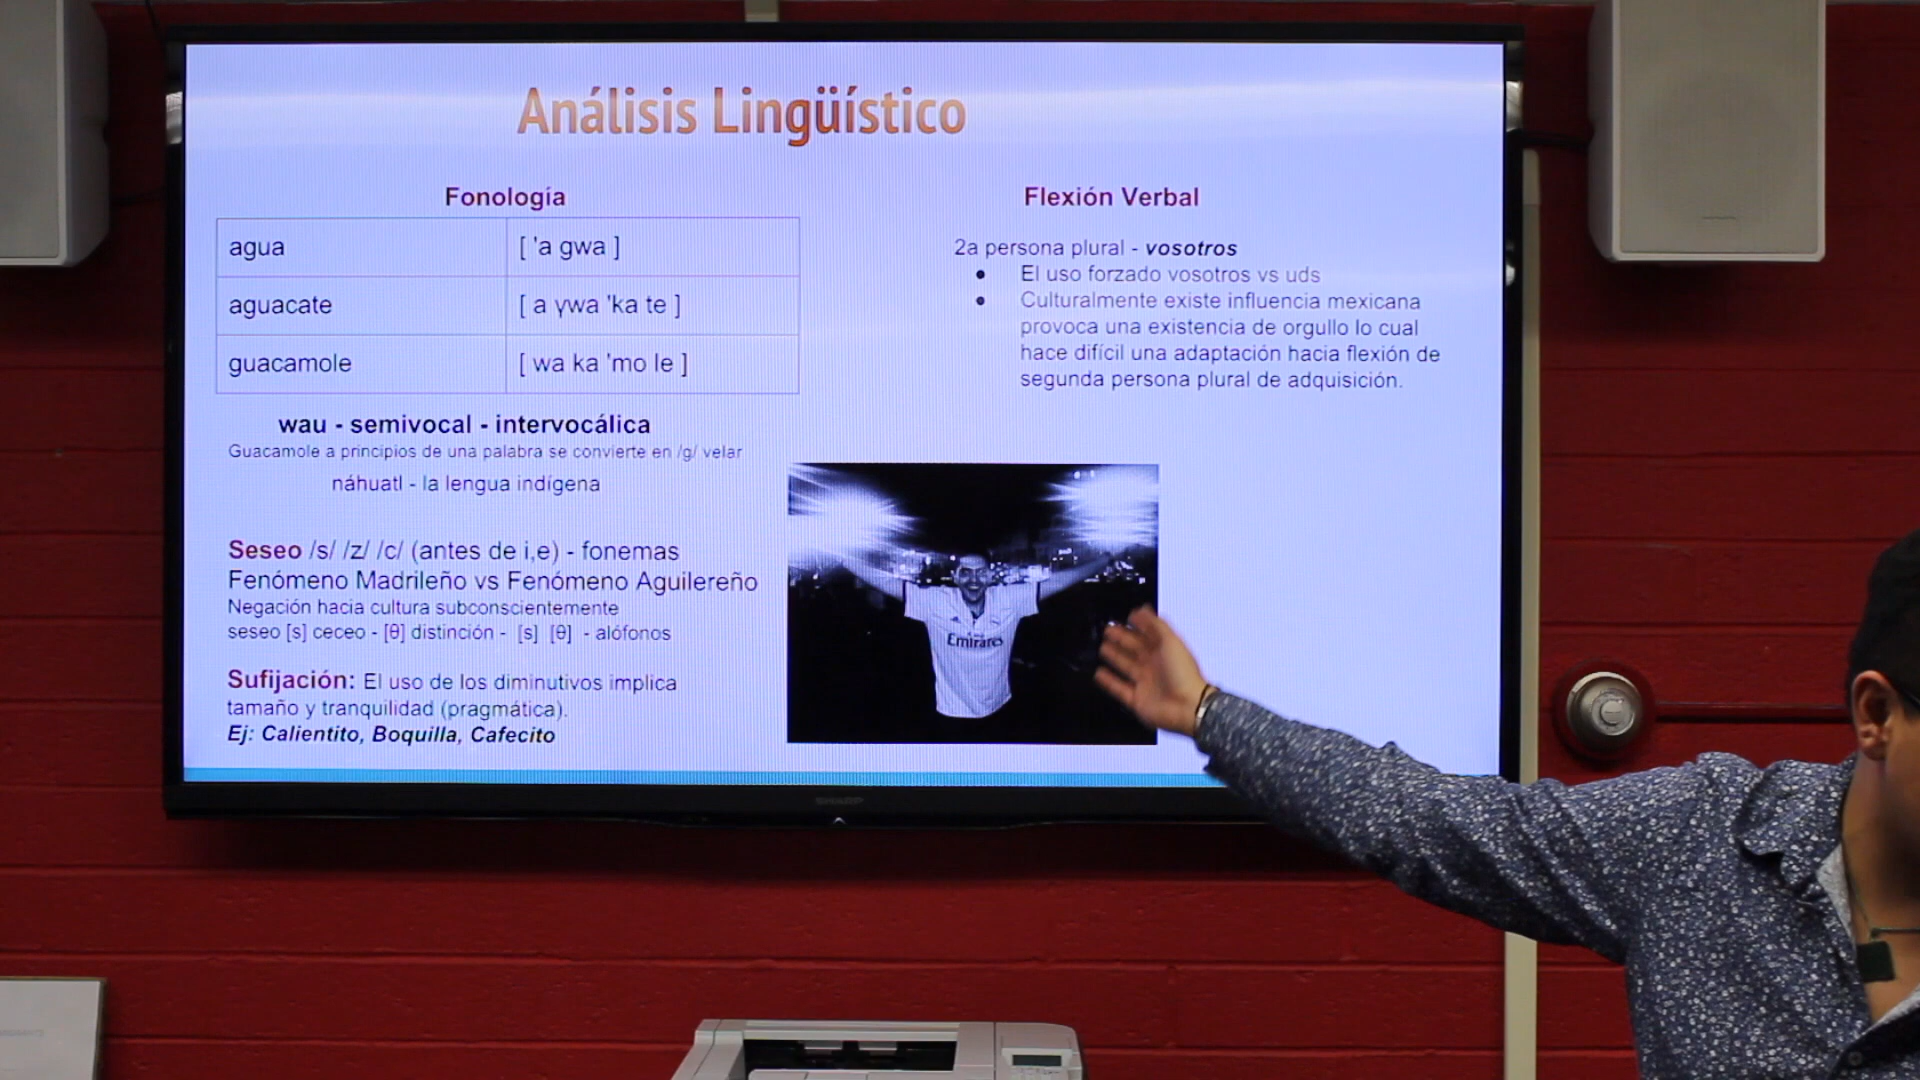 Análisis Lingüístico
Fonología
agua [ 'a gwa ]
aguacate [ a ɣwa 'ka te ]
guacamole [ wa ka 'mo le ]
wau - semivocal - intervocálica
Guacamole a principios de una palabra se convierte en /g/ velar
náhuatl - la lengua indígena
Seseo /s/ /z/ /c/ (antes de i,e) - fonemas
Fenómeno Madrileño vs Fenómeno Aguilereño
Negación hacia cultura subconscientemente
seseo [s] ceceo - [θ] distinción - [s] [θ] - alófonos
Sufijación: El uso de los diminutivos implica
tamaño y tranquilidad (pragmática).
Ej: Calientito, Boquilla, Cafecito
Flexión Verbal
2a persona plural - vosotros
• El uso forzado vosotros vs uds
• Culturalmente existe influencia mexicana
provoca una existencia de orgullo lo cual
hace difícil una adaptación hacia flexión de
segunda persona plural de adquisición.
Emirates
SHARP